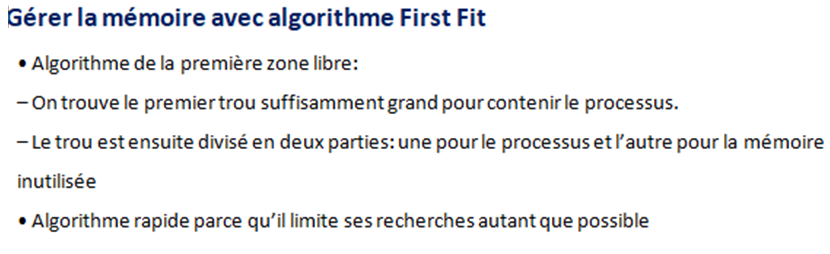 Gérer la mémoire avec algorithme First Fit
• Algorithme de la première zone libre:
– On trouve le premier trou suffisamment grand pour contenir le processus.
– Le trou est ensuite divisé en deux parties: une pour le processus et l’autre pour la mémoire
inutilisée
• Algorithme rapide parce qu’il limite ses recherches autant que possible